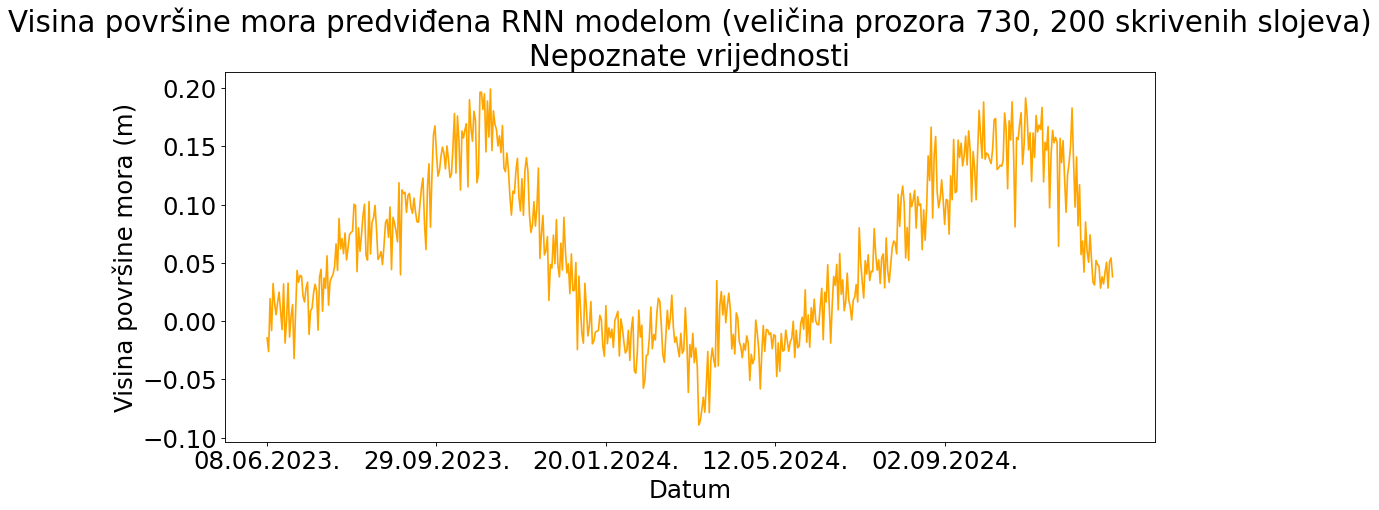 Visina površine mora predviđena RNN modelom (veličina prozora 730, 200 skrivenih slojeva)
Nepoznate vrijednosti
Visina površine mora (m)
0.20
0.15
0.10
0.05
0.00
−0.05
−0.10
08.06.2023. 29.09.2023. 20.01.2024. 12.05.2024. 02.09.2024.
Datum